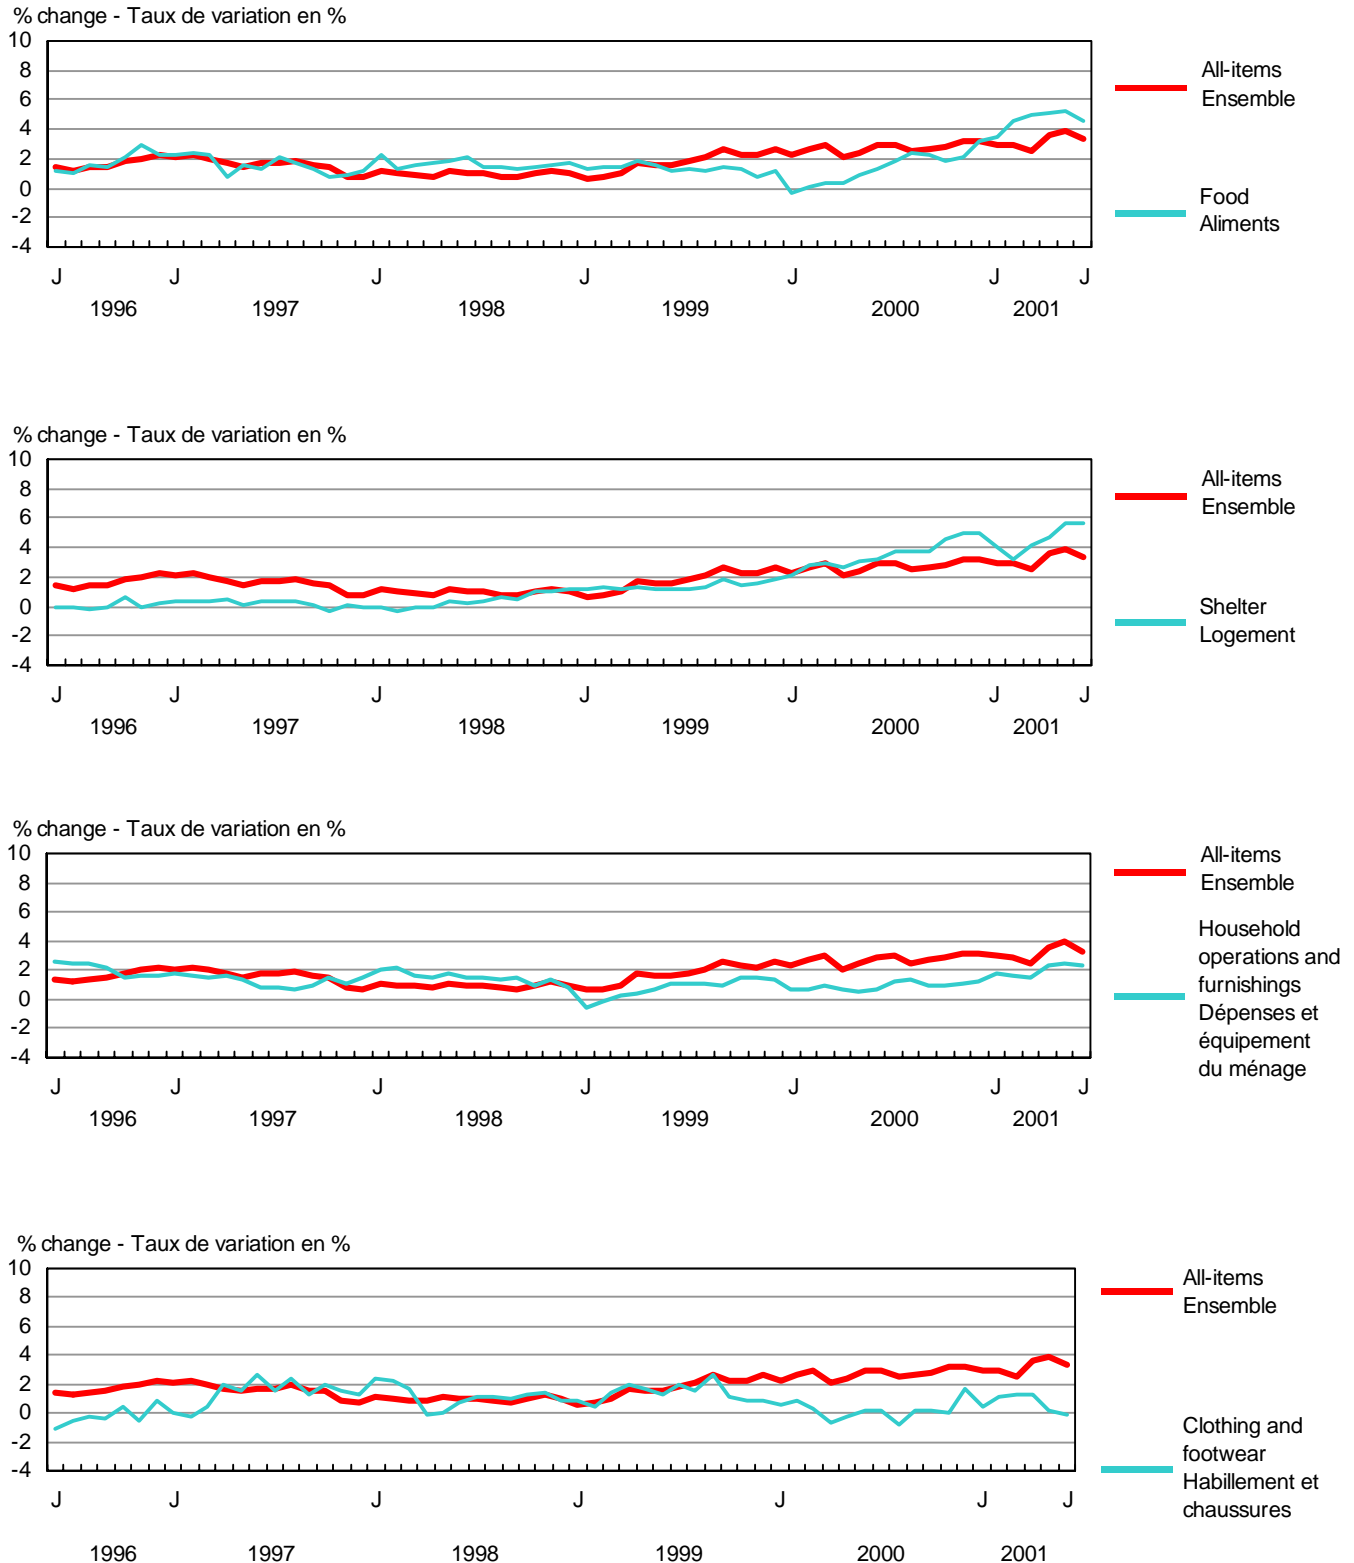 % change - Taux de variation en %
10
8
6
4
2
0
-2
-4
J J J J J J J
1996 1997 1998 1999 2000 2001
All-items
Ensemble
Food
Aliments
% change - Taux de variation en %
10
8
6
4
2
0
-2
-4
J J J J J J J
1996 1997 1998 1999 2000 2001
All-items
Ensemble
Shelter
Logement
% change - Taux de variation en %
10
8
6
4
2
0
-2
-4
J J J J J J J
1996 1997 1998 1999 2000 2001
All-items
Ensemble
Household
operations and
furnishings
Dépenses et
équipement
du ménage
% change - Taux de variation en %
10
8
6
4
2
0
-2
-4
J J J J J J J
1996 1997 1998 1999 2000 2001
All-items
Ensemble
Clothing and
footwear
Habillement et
chaussures